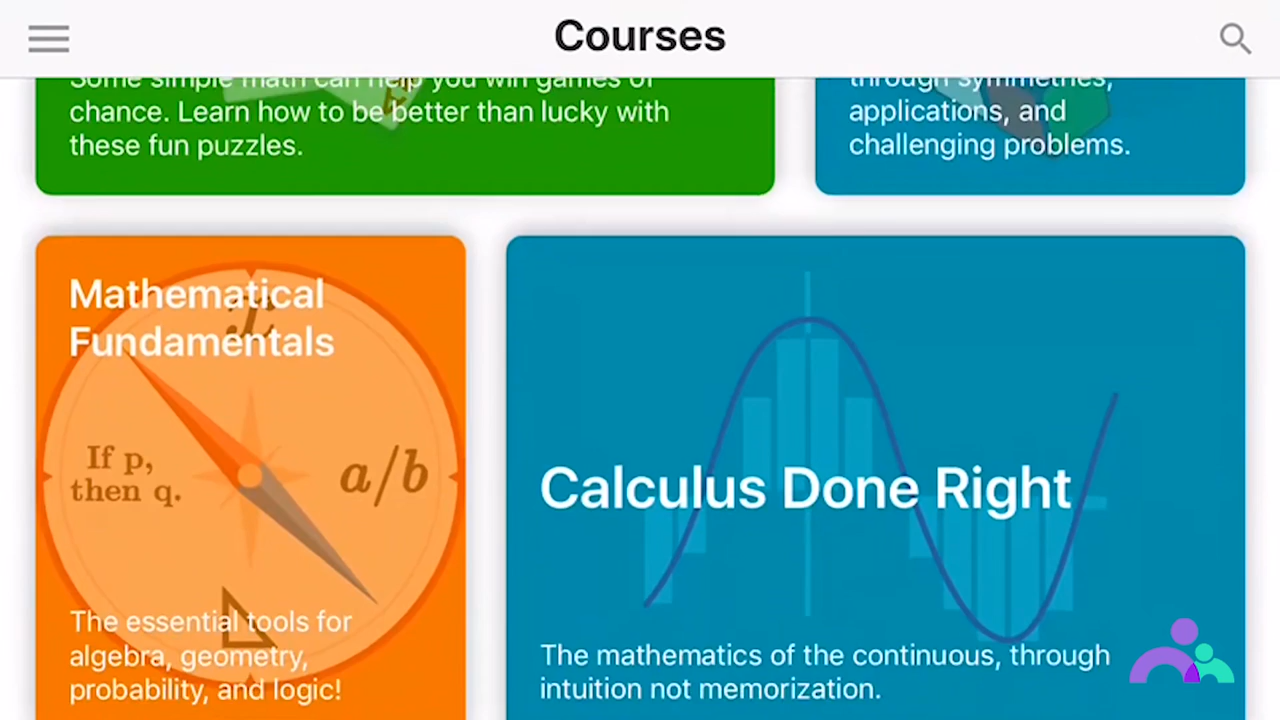 Courses
Some simple math can help you win games of
chance. Learn how to be better than lucky with
these fun puzzles.
through symmetries,
applications, and
challenging problems.
Mathematical
Fundamentals
x
If p,
then q.
a/b
The essential tools for
algebra, geometry,
probability, and logic!
Calculus Done Right
The mathematics of the continuous, through
intuition not memorization.